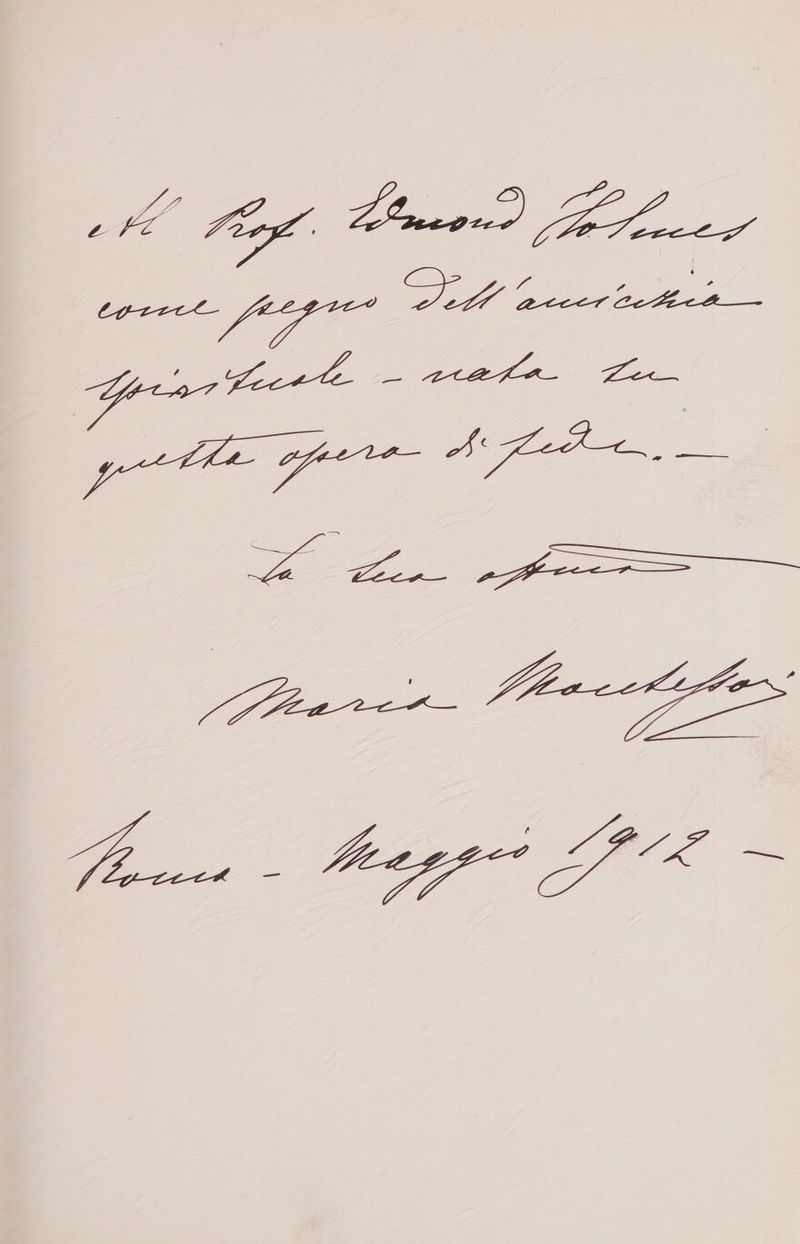 Al Prof. Edmond Holmes
come pegno dell'amicizia
spirituale - nata su
questa opera di fede. —
La sua affma
Maria Montessori
Roma - Maggio 1912 —